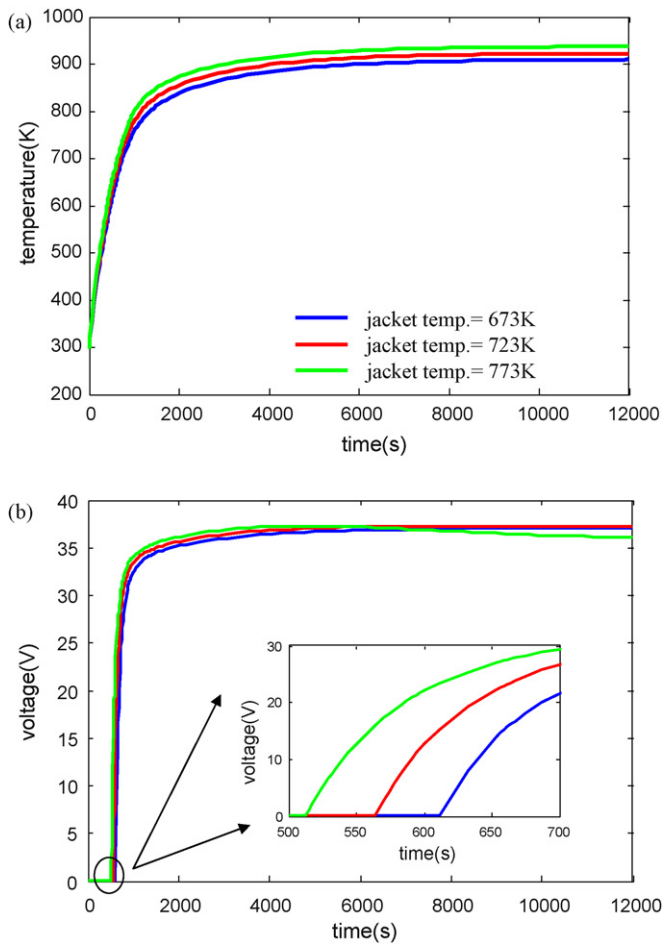 (a)
1000
900
800
700
600
500
400
300
200
temperature(K)
jacket temp.= 673K
jacket temp.= 723K
jacket temp.= 773K
0 2000 4000 6000 8000 10000 12000
time(s)
(b)
40
35
30
25
20
15
10
5
0
voltage(V)
30
20
10
0
voltage(V)
500 550 600 650 700
time(s)
0 2000 4000 6000 8000 10000 12000
time(s)